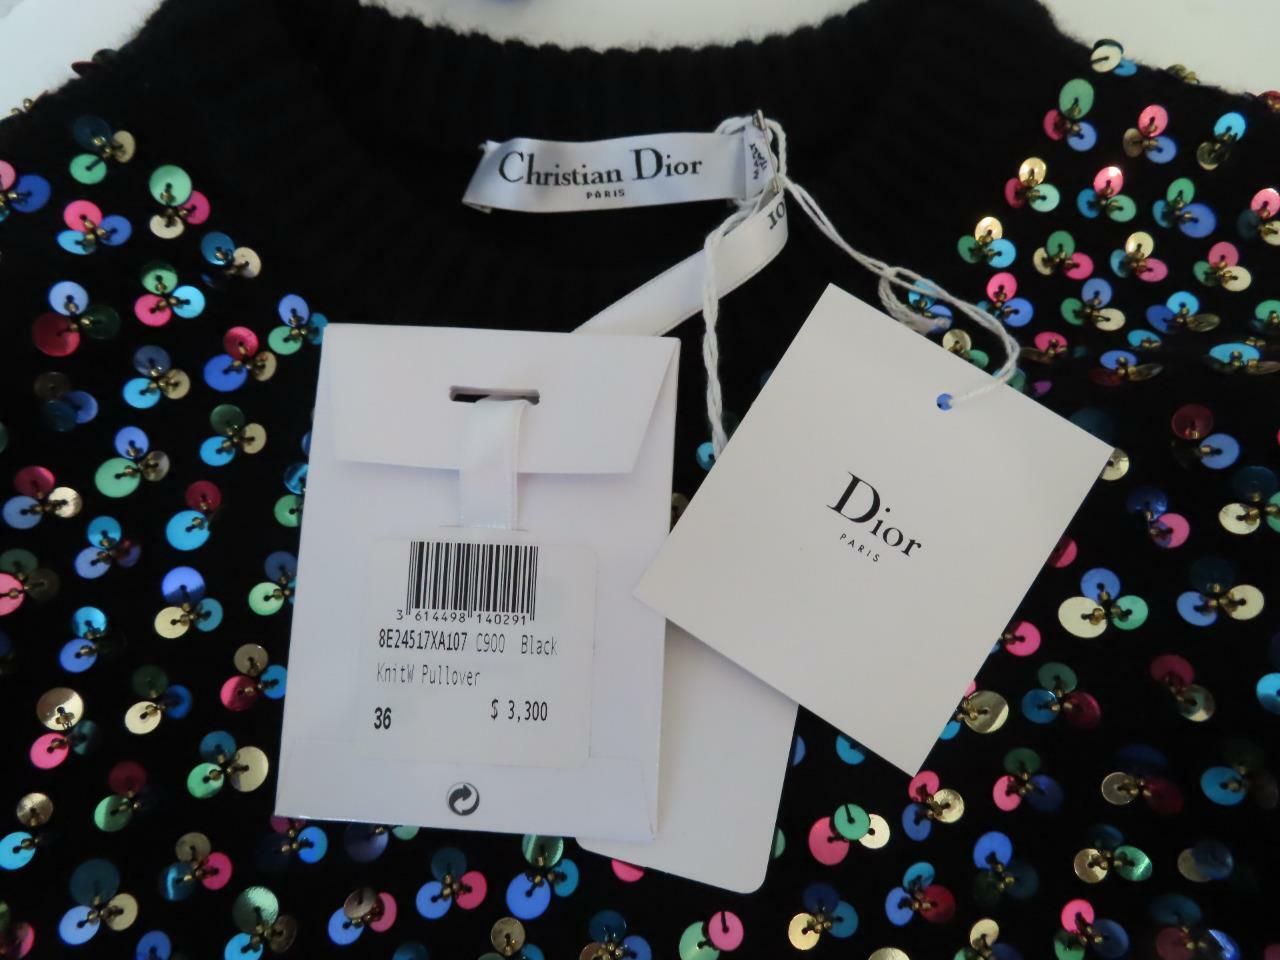 Christian Dior
PARIS
Dior
PARIS
3 614498 140291
8E24517XA107 C900 Black
KnitW Pullover
36 $ 3,300